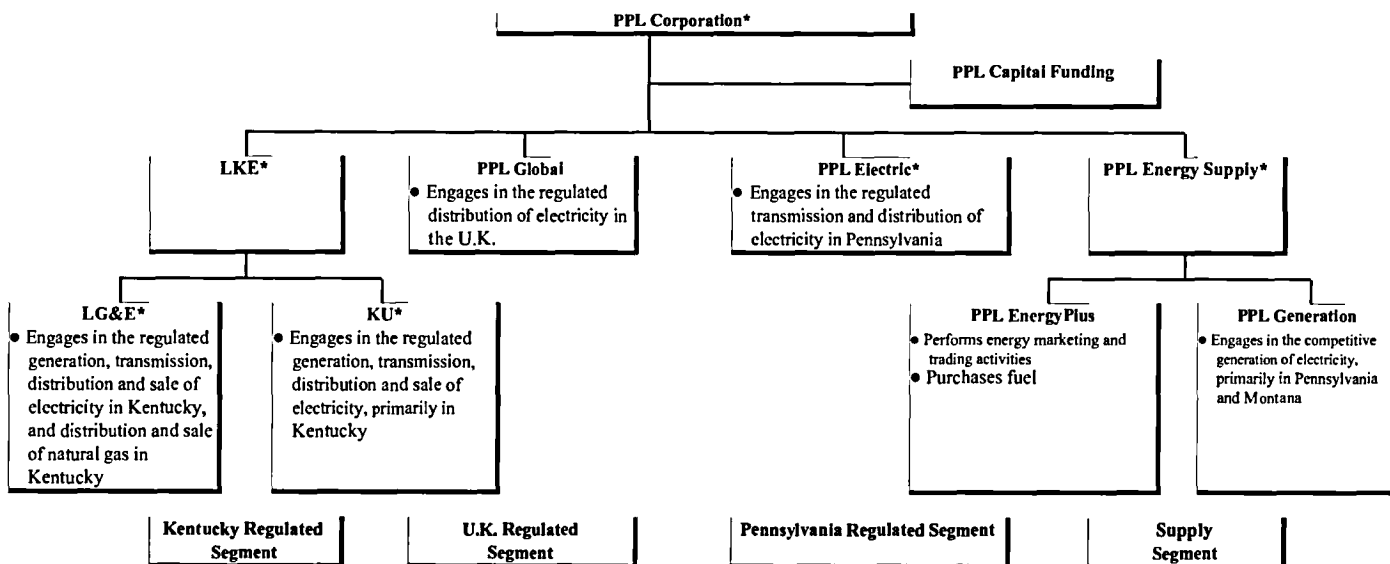 PPL Corporation*
PPL Capital Funding
LKE*
PPL Global
● Engages in the regulated
distribution of electricity in
the U.K.
PPL Electric*
● Engages in the regulated
transmission and distribution of
electricity in Pennsylvania
PPL Energy Supply*
LG&E*
● Engages in the regulated
generation, transmission,
distribution and sale of
electricity in Kentucky,
and distribution and sale
of natural gas in
Kentucky
KU*
● Engages in the regulated
generation, transmission,
distribution and sale of
electricity, primarily in
Kentucky
PPL EnergyPlus
● Performs energy marketing and
trading activities
● Purchases fuel
PPL Generation
● Engages in the competitive
generation of electricity,
primarily in Pennsylvania
and Montana
Kentucky Regulated
Segment
U.K. Regulated
Segment
Pennsylvania Regulated Segment
Supply
Segment